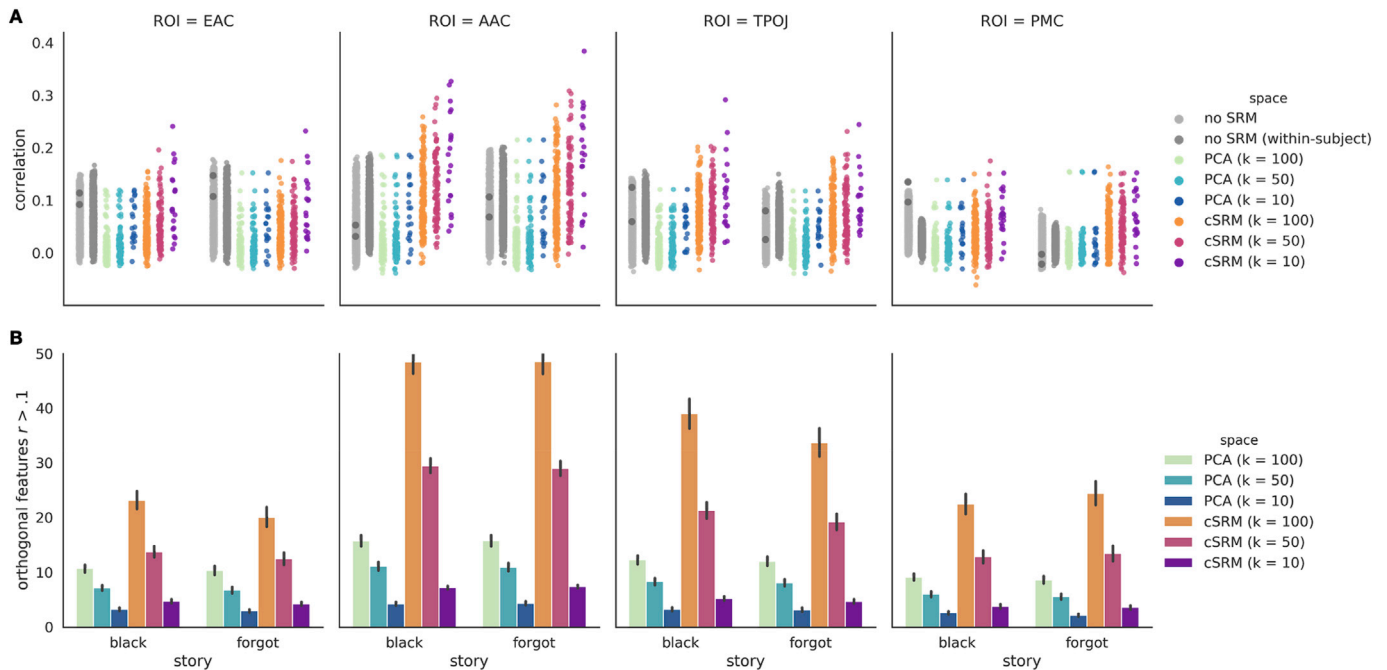 A
ROI = EAC
ROI = AAC
ROI = TPOJ
ROI = PMC
correlation
0.4
0.3
0.2
0.1
0.0
space
no SRM
no SRM (within-subject)
PCA (k = 100)
PCA (k = 50)
PCA (k = 10)
cSRM (k = 100)
cSRM (k = 50)
cSRM (k = 10)
B
orthogonal features r > .1
50
40
30
20
10
0
black
forgot
story
black
forgot
story
black
forgot
story
black
forgot
story
space
PCA (k = 100)
PCA (k = 50)
PCA (k = 10)
cSRM (k = 100)
cSRM (k = 50)
cSRM (k = 10)